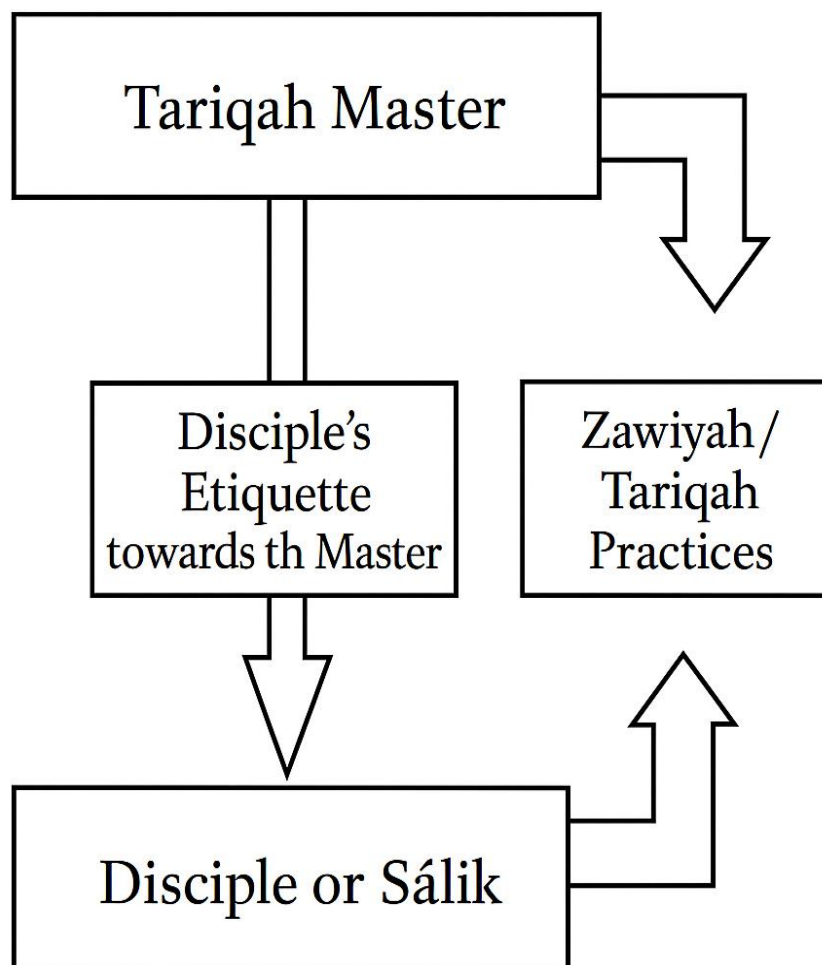 Tariqah Master
Disciple's
Etiquette
towards th Master
Zawiyah/
Tariqah
Practices
Disciple or Sálik